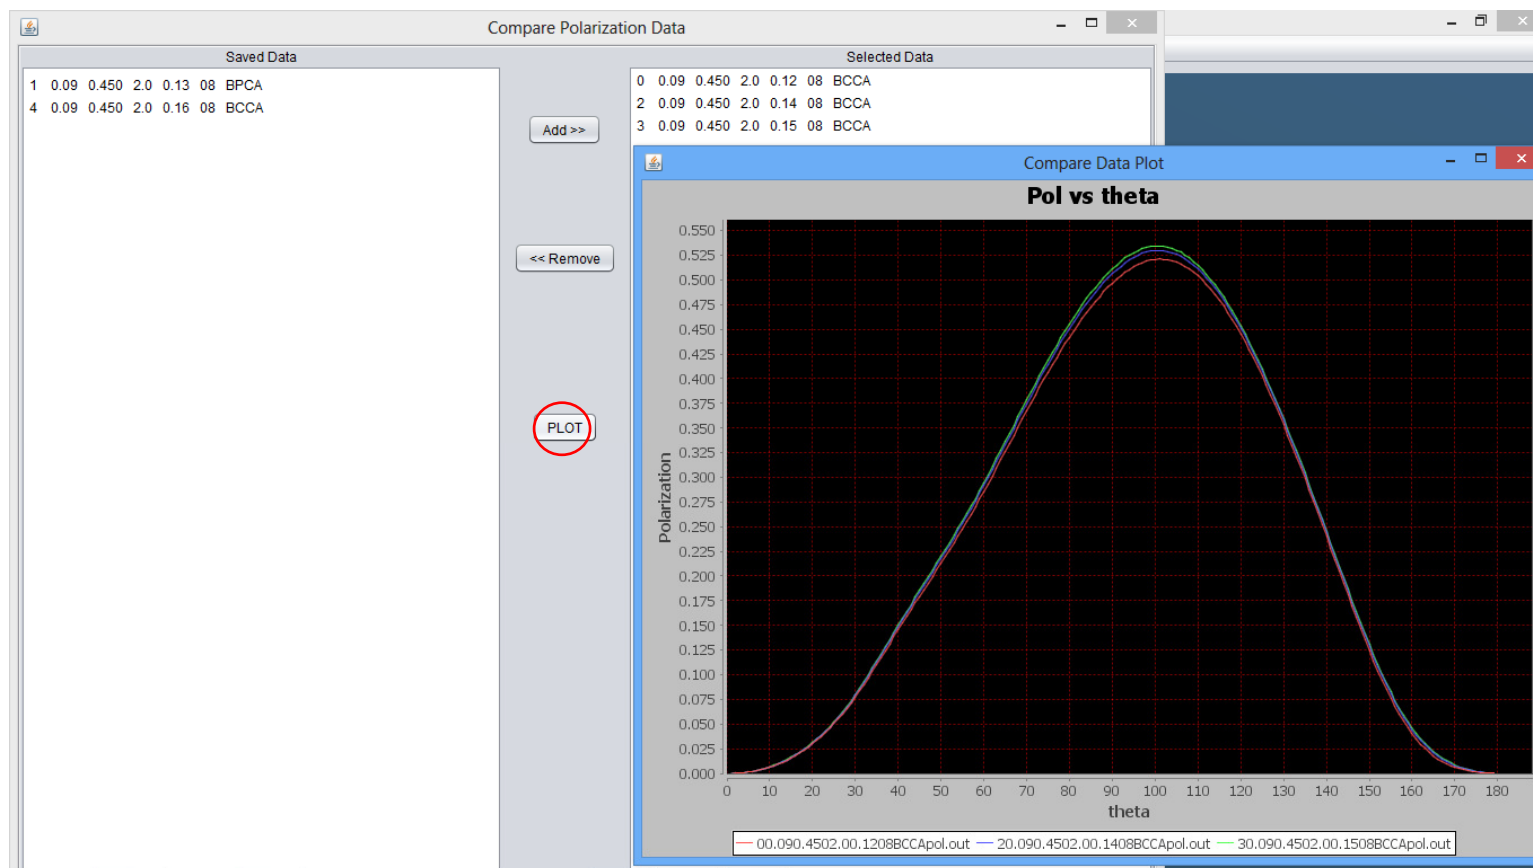 Compare Polarization Data
Saved Data
1 0.09 0.450 2.0 0.13 08 BPCA
4 0.09 0.450 2.0 0.16 08 BCCA
Add >>
<< Remove
PLOT
Selected Data
0 0.09 0.450 2.0 0.12 08 BCCA
2 0.09 0.450 2.0 0.14 08 BCCA
3 0.09 0.450 2.0 0.15 08 BCCA
Compare Data Plot
Pol vs theta
0.550
0.525
0.500
0.475
0.450
0.425
0.400
0.375
0.350
0.325
0.300
0.275
0.250
0.225
0.200
0.175
0.150
0.125
0.100
0.075
0.050
0.025
0.000
Polarization
0 10 20 30 40 50 60 70 80 90 100 110 120 130 140 150 160 170 180
theta
00.090.4502.00.1208BCCApol.out 20.090.4502.00.1408BCCApol.out 30.090.4502.00.1508BCCApol.out